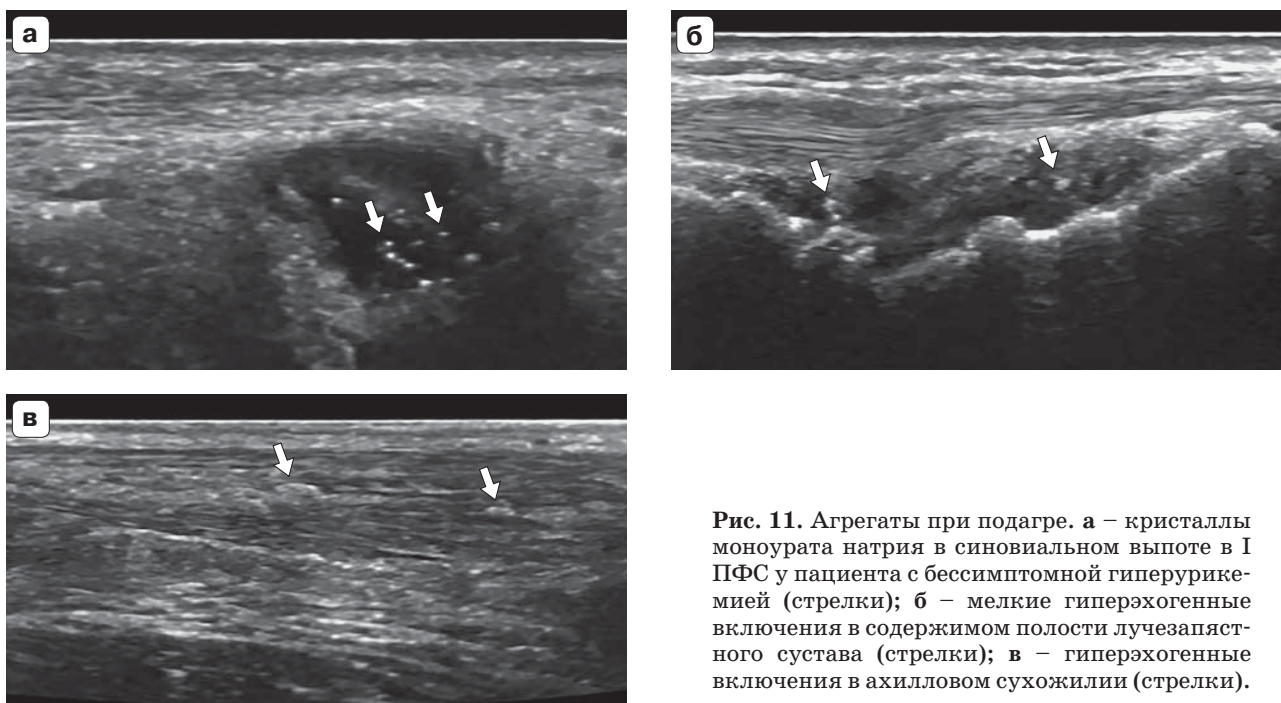 а
б
в
Рис. 11. Агрегаты при подагре. а – кристаллы
моноурата натрия в синовиальном выпоте в I
ПФС у пациента с бессимптомной гиперурике-
мией (стрелки); б – мелкие гиперэхогенные
включения в содержимом полости лучезапяст-
ного сустава (стрелки); в – гиперэхогенные
включения в ахилловом сухожилии (стрелки).